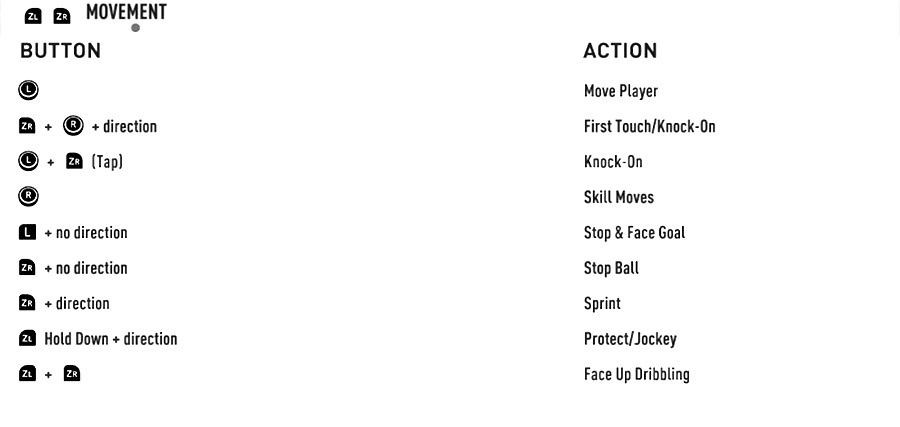 ZL ZR MOVEMENT
BUTTON ACTION
L Move Player
ZR + R + direction First Touch/Knock-On
L + ZR (Tap) Knock-On
R Skill Moves
L + no direction Stop & Face Goal
ZR + no direction Stop Ball
ZR + direction Sprint
ZL Hold Down + direction Protect/Jockey
ZL + ZR Face Up Dribbling